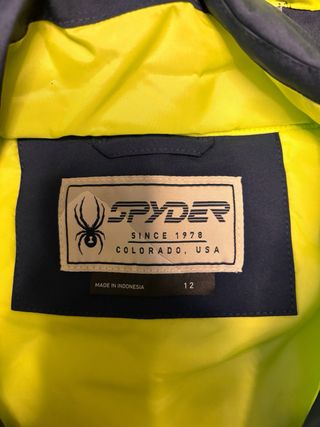 SPYDER
SINCE 1978
COLORADO, USA
MADE IN INDONESIA 12